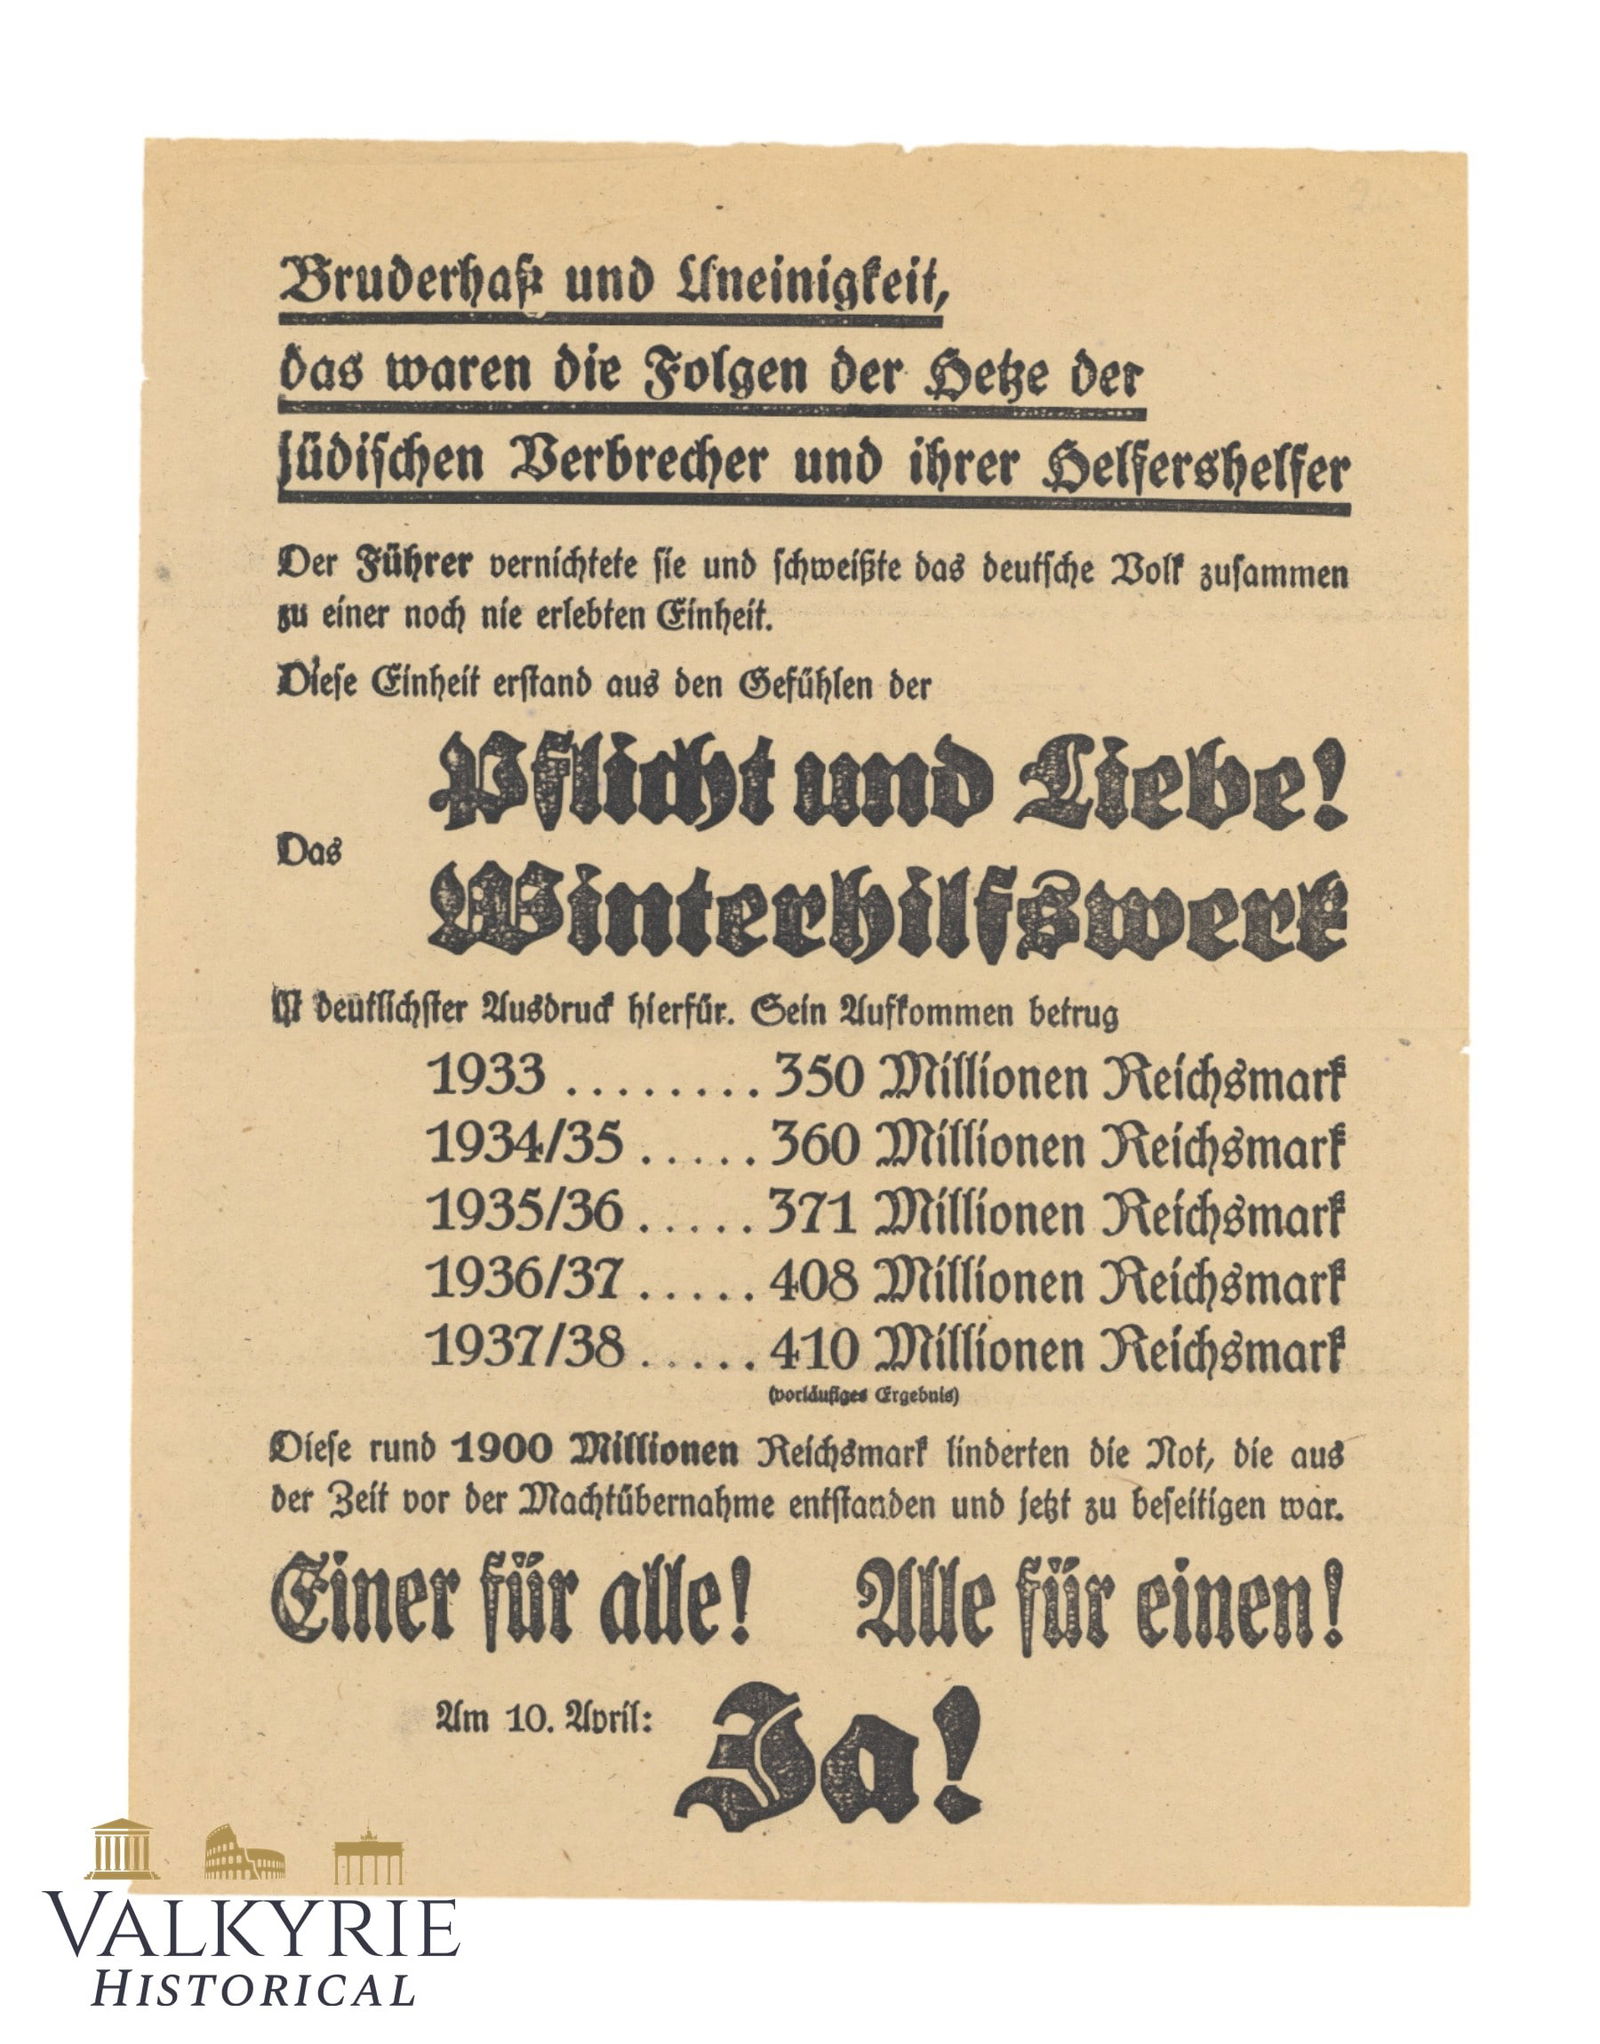 Bruderhaß und Uneinigkeit,
das waren die Folgen der Hetze der
jüdischen Verbrecher und ihrer Helfershelfer
Der Führer vernichtete sie und schweißte das deutsche Volk zusammen
zu einer noch nie erlebten Einheit.
Diese Einheit erstand aus den Gefühlen der
Pflicht und Liebe!
Das
Winterhilfswerk
ist deutlichster Ausdruck hierfür. Sein Aufkommen betrug
1933 ........ 350 Millionen Reichsmark
1934/35 ..... 360 Millionen Reichsmark
1935/36 ..... 371 Millionen Reichsmark
1936/37 ..... 408 Millionen Reichsmark
1937/38 ..... 410 Millionen Reichsmark
(vorläufiges Ergebnis)
Diese rund 1900 Millionen Reichsmark linderten die Not, die aus
der Zeit vor der Machtübernahme entstanden und jetzt zu beseitigen war.
Einer für alle! Alle für einen!
Am 10. April: Ja!
VALKYRIE
HISTORICAL